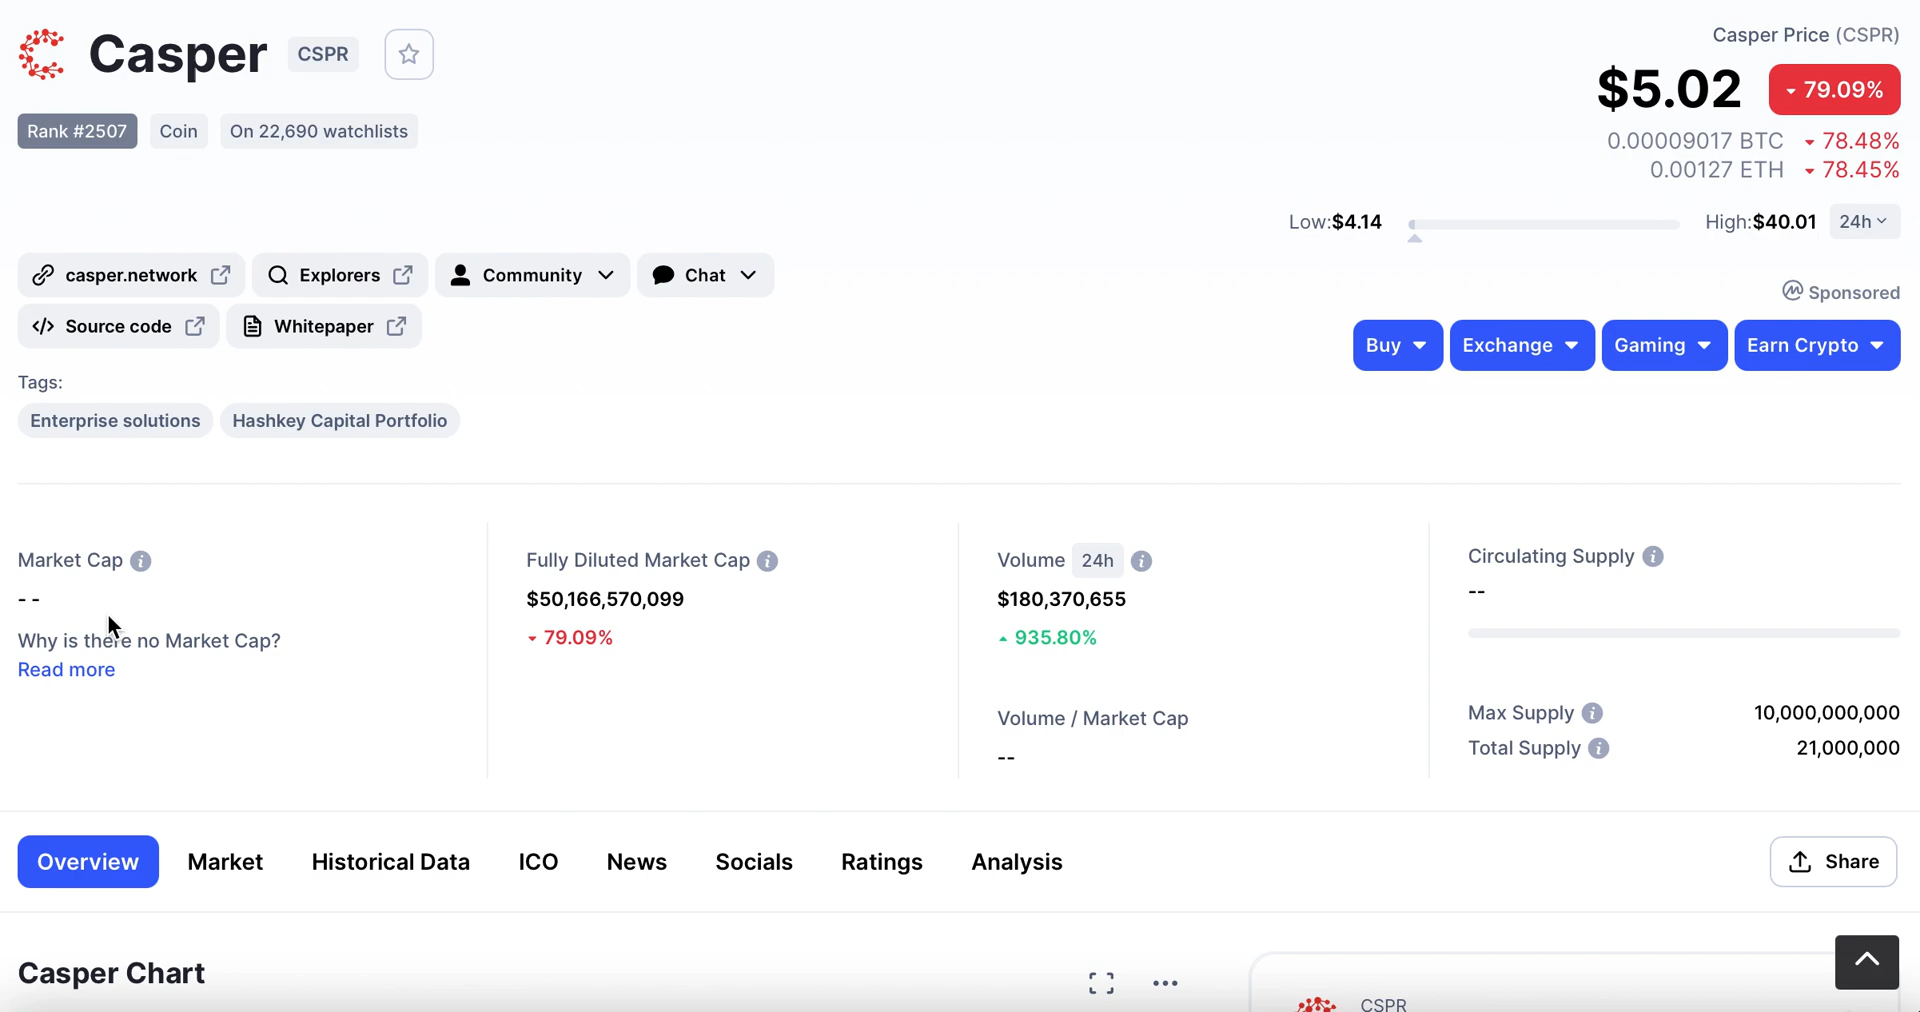 Casper CSPR
Casper Price (CSPR)
$5.02 79.09%
Rank #2507 Coin On 22,690 watchlists
0.00009017 BTC 78.48%
0.00127 ETH 78.45%
Low:$4.14 High:$40.01 24h
casper.network Explorers Community Chat
Sponsored
Source code Whitepaper
Buy Exchange Gaming Earn Crypto
Tags:
Enterprise solutions Hashkey Capital Portfolio
Market Cap i
- -
Why is there no Market Cap?
Read more
Fully Diluted Market Cap i
$50,166,570,099
79.09%
Volume 24h i
$180,370,655
935.80%
Volume / Market Cap
--
Circulating Supply i
--
Max Supply i 10,000,000,000
Total Supply i 21,000,000
Overview Market Historical Data ICO News Socials Ratings Analysis Share
Casper Chart
CSPR